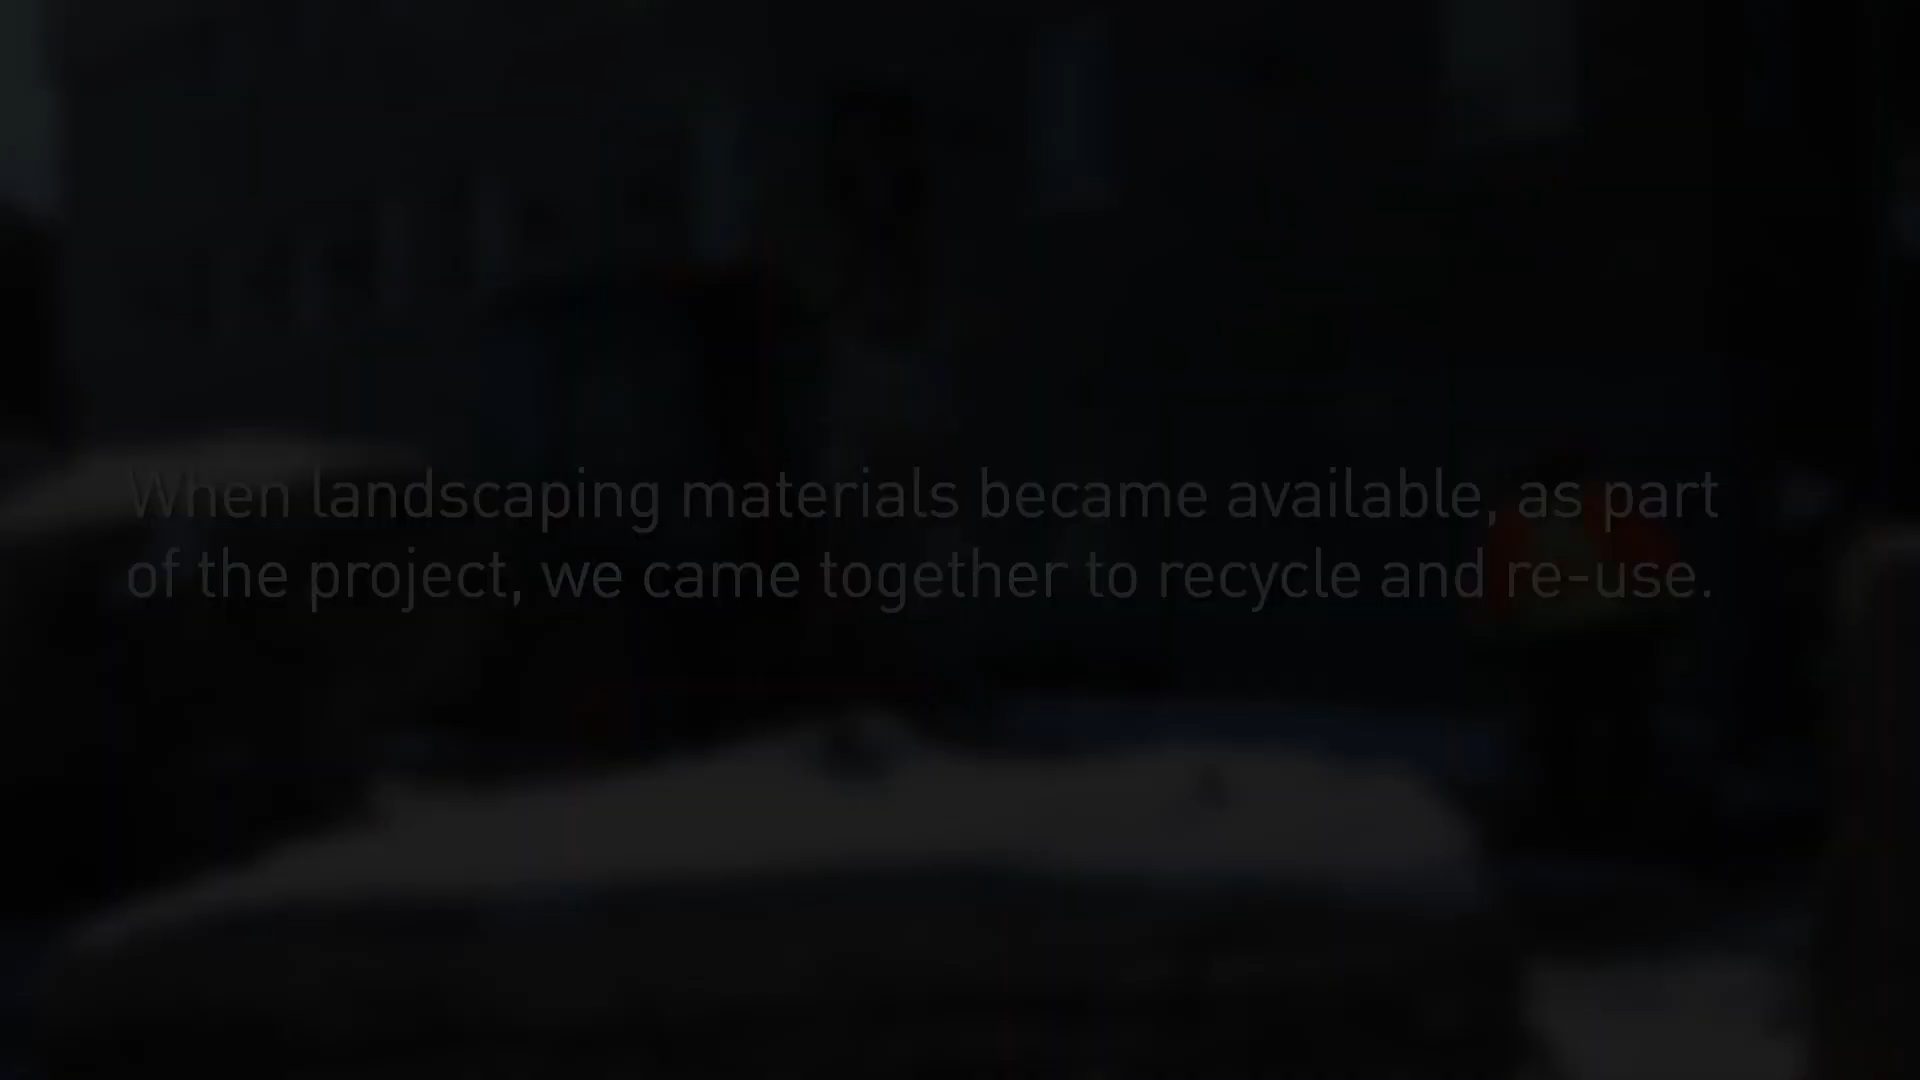 When landscaping materials became available, as part
of the project, we came together to recycle and re-use.